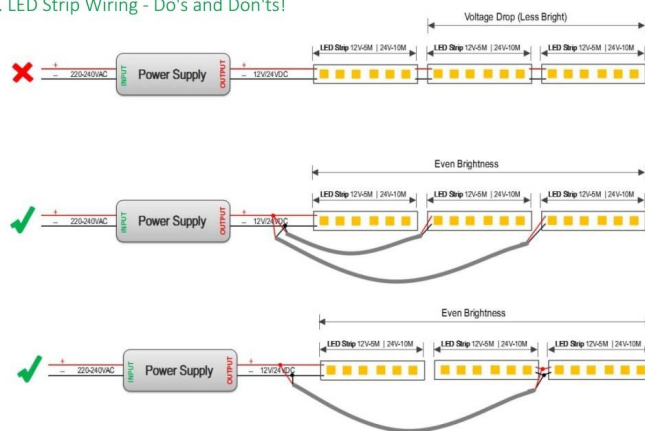 . LED Strip Wiring - Do's and Don'ts!
Voltage Drop (Less Bright)
LED Strip 12V-5M | 24V-10M LED Strip 12V-5M | 24V-10M LED Strip 12V-5M | 24V-10M
+ +
– 220-240VAC INPUT Power Supply OUTPUT – 12V/24VDC
Even Brightness
LED Strip 12V-5M | 24V-10M LED Strip 12V-5M | 24V-10M LED Strip 12V-5M | 24V-10M
+ +
– 220-240VAC INPUT Power Supply OUTPUT – 12V/24VDC
Even Brightness
LED Strip 12V-5M | 24V-10M LED Strip 12V-5M | 24V-10M LED Strip 12V-5M | 24V-10M
+ +
– 220-240VAC INPUT Power Supply OUTPUT – 12V/24VDC